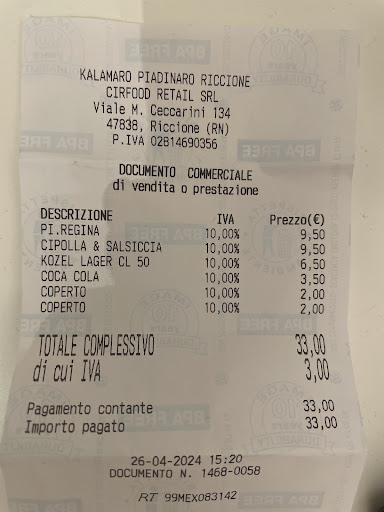 KALAMARO PIADINARO RICCIONE
CIRFOOD RETAIL SRL
Viale M. Ceccarini 134
47838, Riccione (RN)
P.IVA 02814690356
DOCUMENTO COMMERCIALE
di vendita o prestazione
DESCRIZIONE IVA Prezzo(€)
PI.REGINA 10,00% 9,50
CIPOLLA & SALSICCIA 10,00% 9,50
KOZEL LAGER CL 50 10,00% 6,50
COCA COLA 10,00% 3,50
COPERTO 10,00% 2,00
COPERTO 10,00% 2,00
TOTALE COMPLESSIVO 33,00
di cui IVA 3,00
Pagamento contante 33,00
Importo pagato 33,00
26-04-2024 15:20
DOCUMENTO N. 1468-0058
RT 99MEX083142